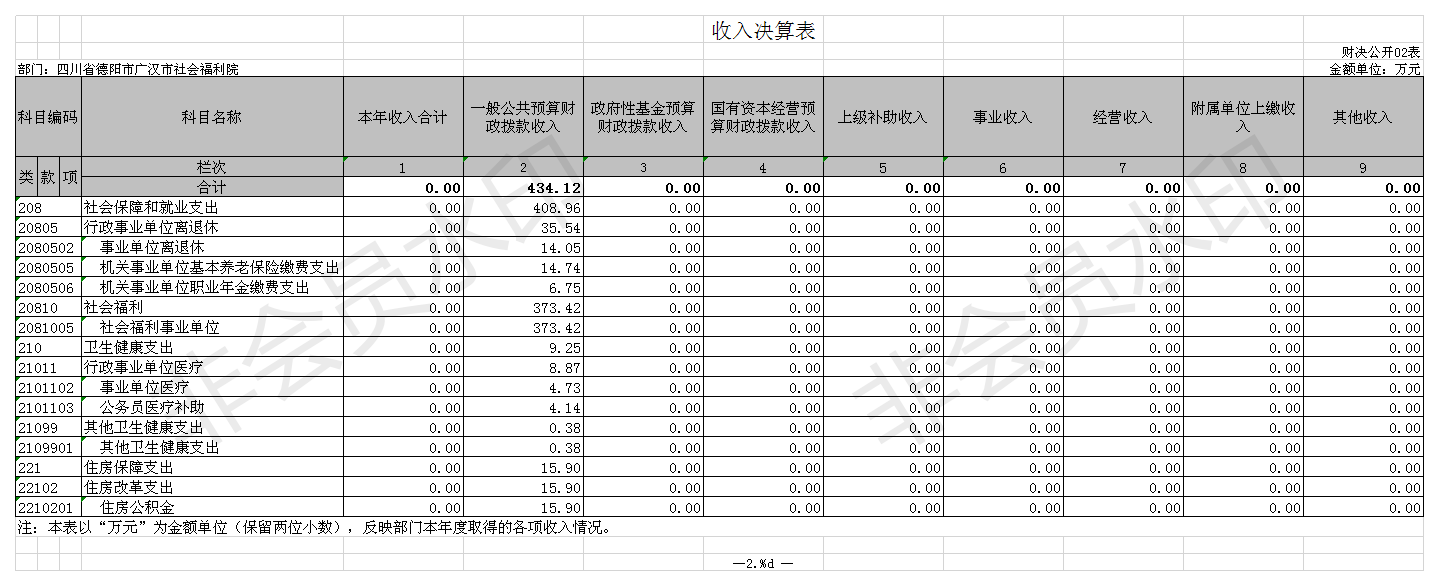 收入决算表
财决公开02表
部门：四川省德阳市广汉市社会福利院 金额单位：万元
科目编码 科目名称 本年收入合计 一般公共预算财政拨款收入 政府性基金预算财政拨款收入 国有资本经营预算财政拨款收入 上级补助收入 事业收入 经营收入 附属单位上缴收入 其他收入
类 款 项 栏次 1 2 3 4 5 6 7 8 9
合计 0.00 434.12 0.00 0.00 0.00 0.00 0.00 0.00 0.00
208 社会保障和就业支出 0.00 408.96 0.00 0.00 0.00 0.00 0.00 0.00 0.00
20805 行政事业单位离退休 0.00 35.54 0.00 0.00 0.00 0.00 0.00 0.00 0.00
2080502 事业单位离退休 0.00 14.05 0.00 0.00 0.00 0.00 0.00 0.00 0.00
2080505 机关事业单位基本养老保险缴费支出 0.00 14.74 0.00 0.00 0.00 0.00 0.00 0.00 0.00
2080506 机关事业单位职业年金缴费支出 0.00 6.75 0.00 0.00 0.00 0.00 0.00 0.00 0.00
20810 社会福利 0.00 373.42 0.00 0.00 0.00 0.00 0.00 0.00 0.00
2081005 社会福利事业单位 0.00 373.42 0.00 0.00 0.00 0.00 0.00 0.00 0.00
210 卫生健康支出 0.00 9.25 0.00 0.00 0.00 0.00 0.00 0.00 0.00
21011 行政事业单位医疗 0.00 8.87 0.00 0.00 0.00 0.00 0.00 0.00 0.00
2101102 事业单位医疗 0.00 4.73 0.00 0.00 0.00 0.00 0.00 0.00 0.00
2101103 公务员医疗补助 0.00 4.14 0.00 0.00 0.00 0.00 0.00 0.00 0.00
21099 其他卫生健康支出 0.00 0.38 0.00 0.00 0.00 0.00 0.00 0.00 0.00
2109901 其他卫生健康支出 0.00 0.38 0.00 0.00 0.00 0.00 0.00 0.00 0.00
221 住房保障支出 0.00 15.90 0.00 0.00 0.00 0.00 0.00 0.00 0.00
22102 住房改革支出 0.00 15.90 0.00 0.00 0.00 0.00 0.00 0.00 0.00
2210201 住房公积金 0.00 15.90 0.00 0.00 0.00 0.00 0.00 0.00 0.00
注：本表以“万元”为金额单位（保留两位小数），反映部门本年度取得的各项收入情况。
—2.%d —
非会员水印
非会员水印